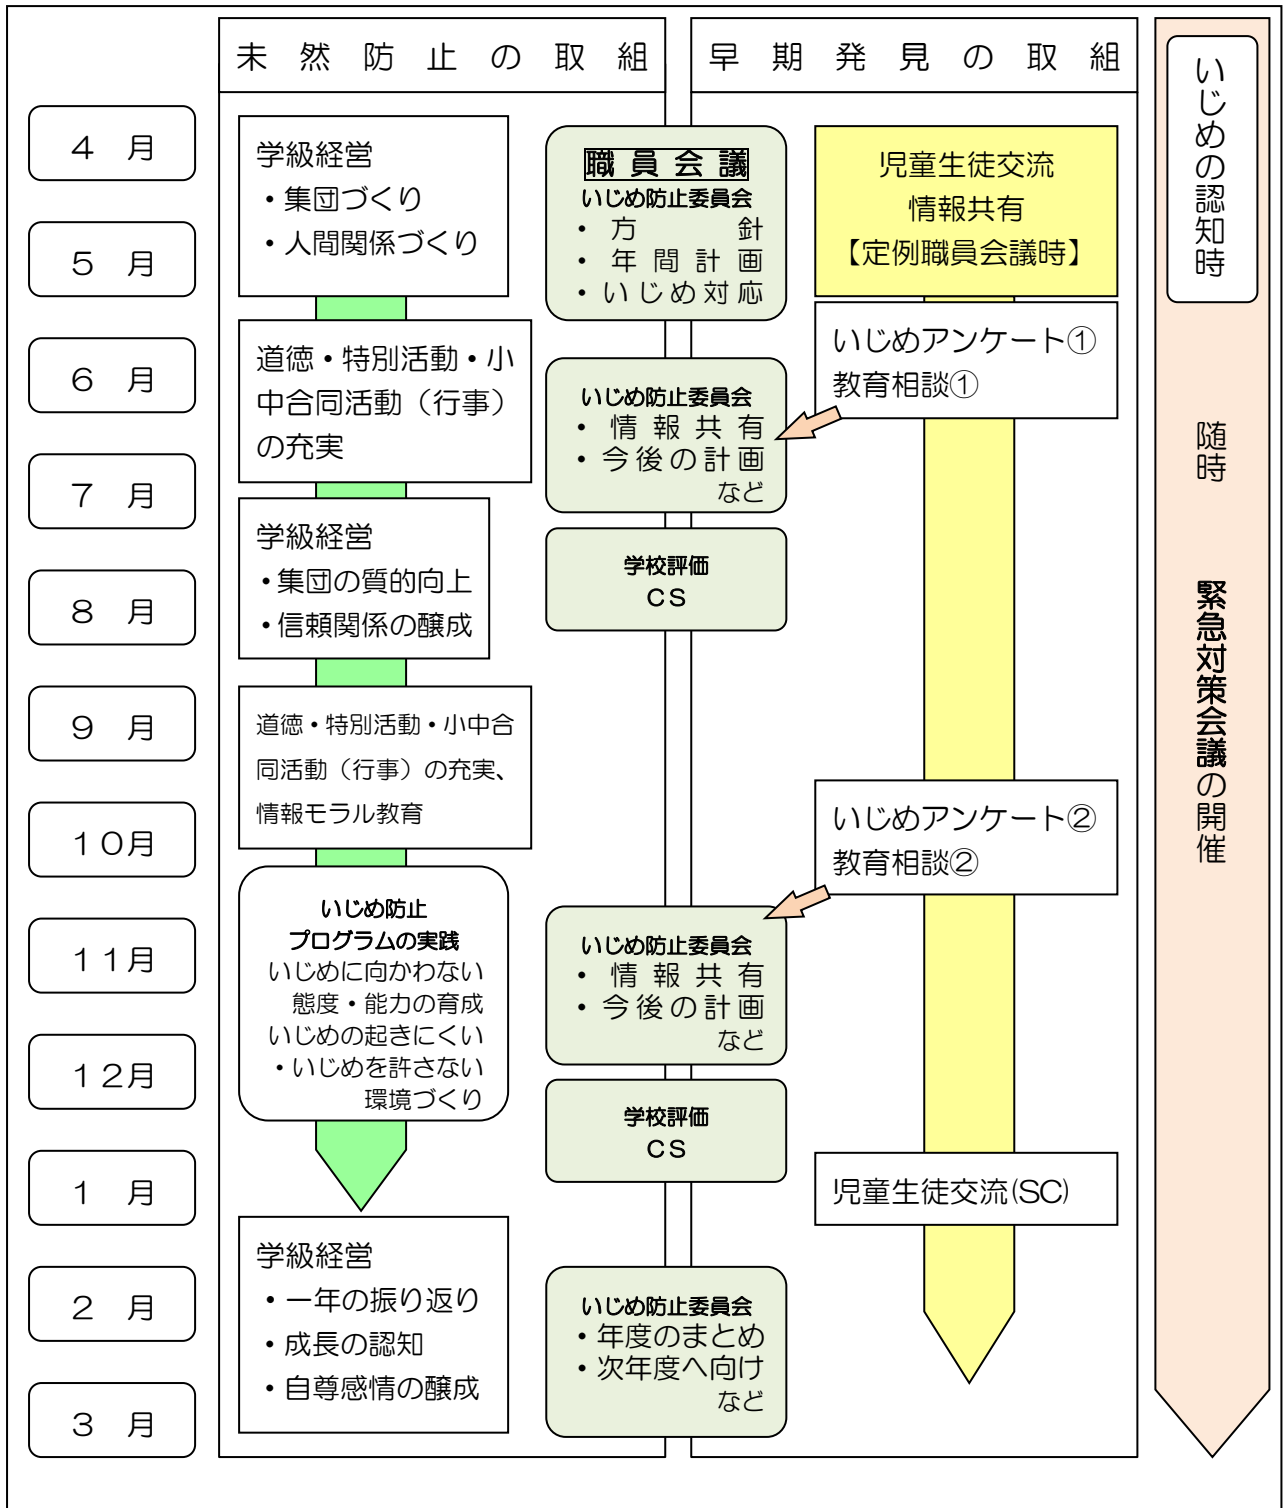 未然防止の取組
早期発見の取組
いじめの認知時
随時
緊急対策会議の開催
4 月
5 月
6 月
7 月
8 月
9 月
10月
11月
12月
1 月
2 月
3 月
学級経営
・集団づくり
・人間関係づくり
道徳・特別活動・小
中合同活動（行事）
の充実
学級経営
・集団の質的向上
・信頼関係の醸成
道徳・特別活動・小中合
同活動（行事）の充実、
情報モラル教育
いじめ防止
プログラムの実践
いじめに向かわない
態度・能力の育成
いじめの起きにくい
・いじめを許さない
環境づくり
学級経営
・一年の振り返り
・成長の認知
・自尊感情の醸成
職員会議
いじめ防止委員会
・方針
・年間計画
・いじめ対応
いじめ防止委員会
・情報共有
・今後の計画
など
学校評価
CS
いじめ防止委員会
・情報共有
・今後の計画
など
学校評価
CS
いじめ防止委員会
・年度のまとめ
・次年度へ向け
など
児童生徒交流
情報共有
【定例職員会議時】
いじめアンケート①
教育相談①
いじめアンケート②
教育相談②
児童生徒交流(SC)